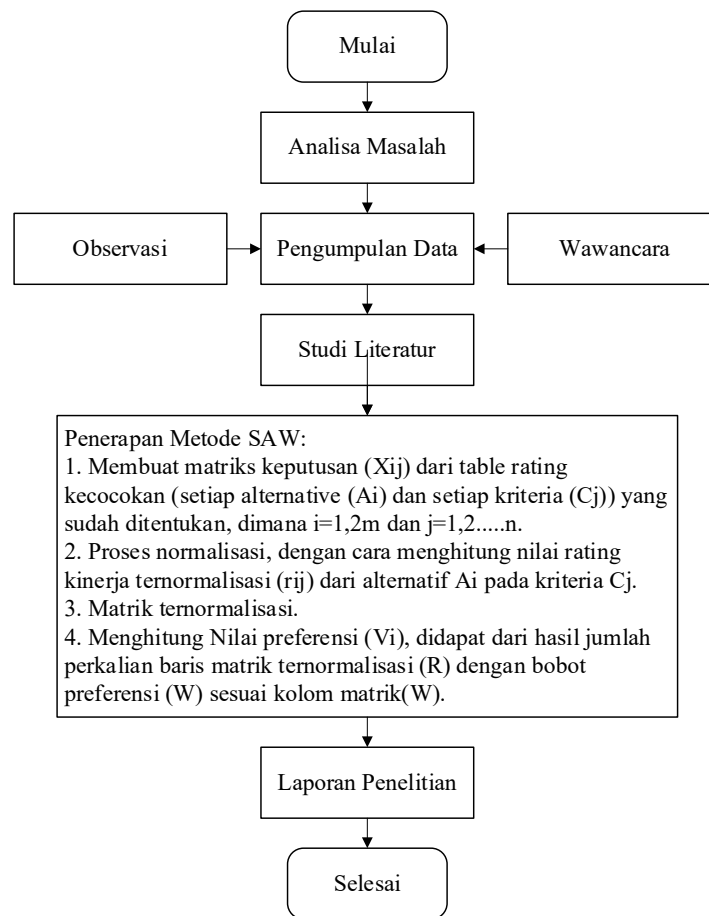 Mulai
Analisa Masalah
Observasi
Pengumpulan Data
Wawancara
Studi Literatur
Penerapan Metode SAW:
1. Membuat matriks keputusan (Xij) dari table rating
kecocokan (setiap alternative (Ai) dan setiap kriteria (Cj)) yang
sudah ditentukan, dimana i=1,2m dan j=1,2.....n.
2. Proses normalisasi, dengan cara menghitung nilai rating
kinerja ternormalisasi (rij) dari alternatif Ai pada kriteria Cj.
3. Matrik ternormalisasi.
4. Menghitung Nilai preferensi (Vi), didapat dari hasil jumlah
perkalian baris matrik ternormalisasi (R) dengan bobot
preferensi (W) sesuai kolom matrik(W).
Laporan Penelitian
Selesai